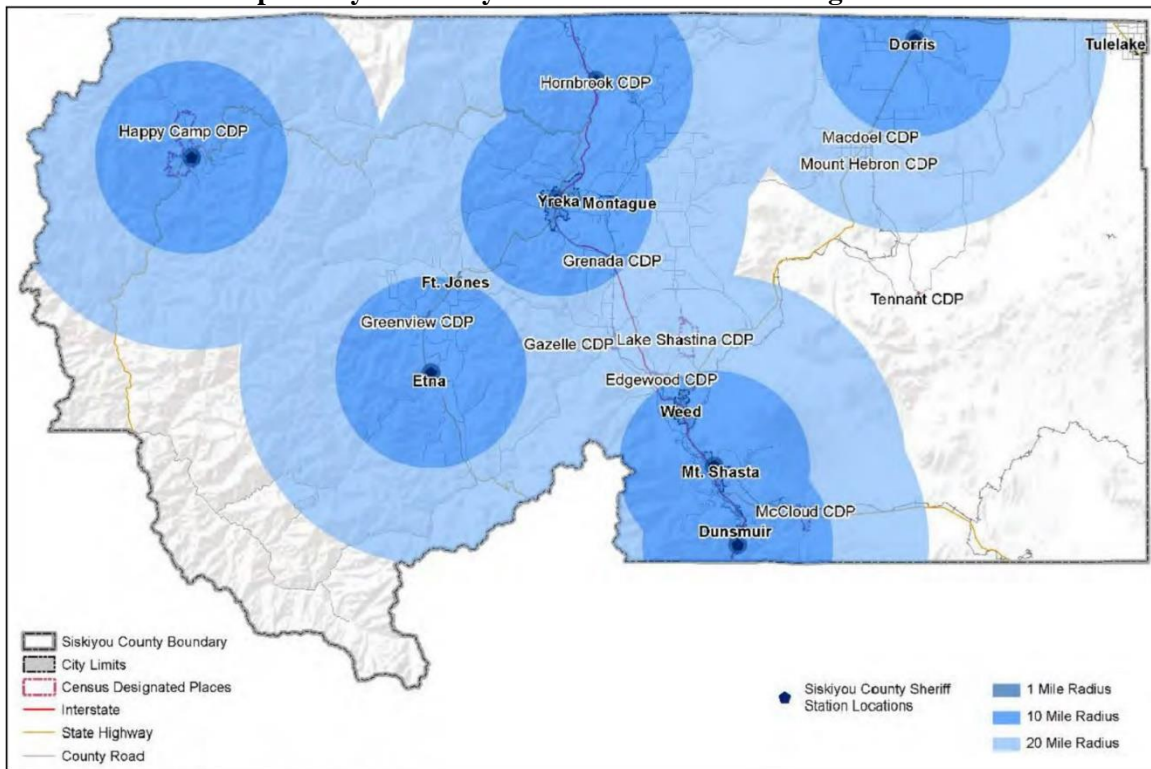 Dorris
Tulelake
Hornbrook CDP
Happy Camp CDP
Macdoel CDP
Mount Hebron CDP
Yreka Montague
Grenada CDP
Ft. Jones
Tennant CDP
Greenview CDP
Gazelle CDP
Lake Shastina CDP
Etna
Edgewood CDP
Weed
Mt. Shasta
McCloud CDP
Dunsmuir
Siskiyou County Boundary
City Limits
Census Designated Places
Interstate
State Highway
County Road
Siskiyou County Sheriff
Station Locations
1 Mile Radius
10 Mile Radius
20 Mile Radius